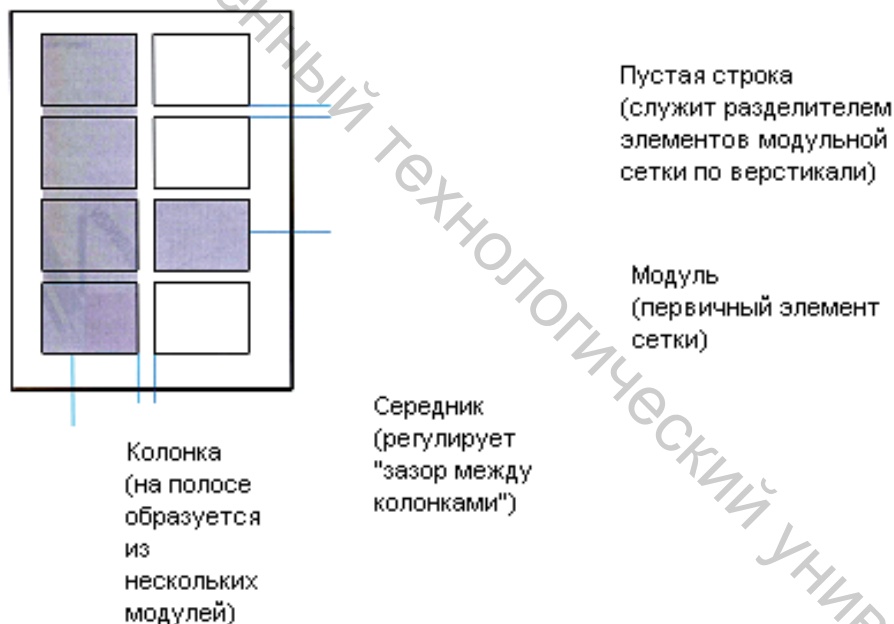 Пустая строка
(служит разделителем
элементов модульной
сетки по верстикали)
Модуль
(первичный элемент
сетки)
Середник
(регулирует
"зазор между
колонками")
Колонка
(на полосе
образуется
из
нескольких
модулей)
технологический